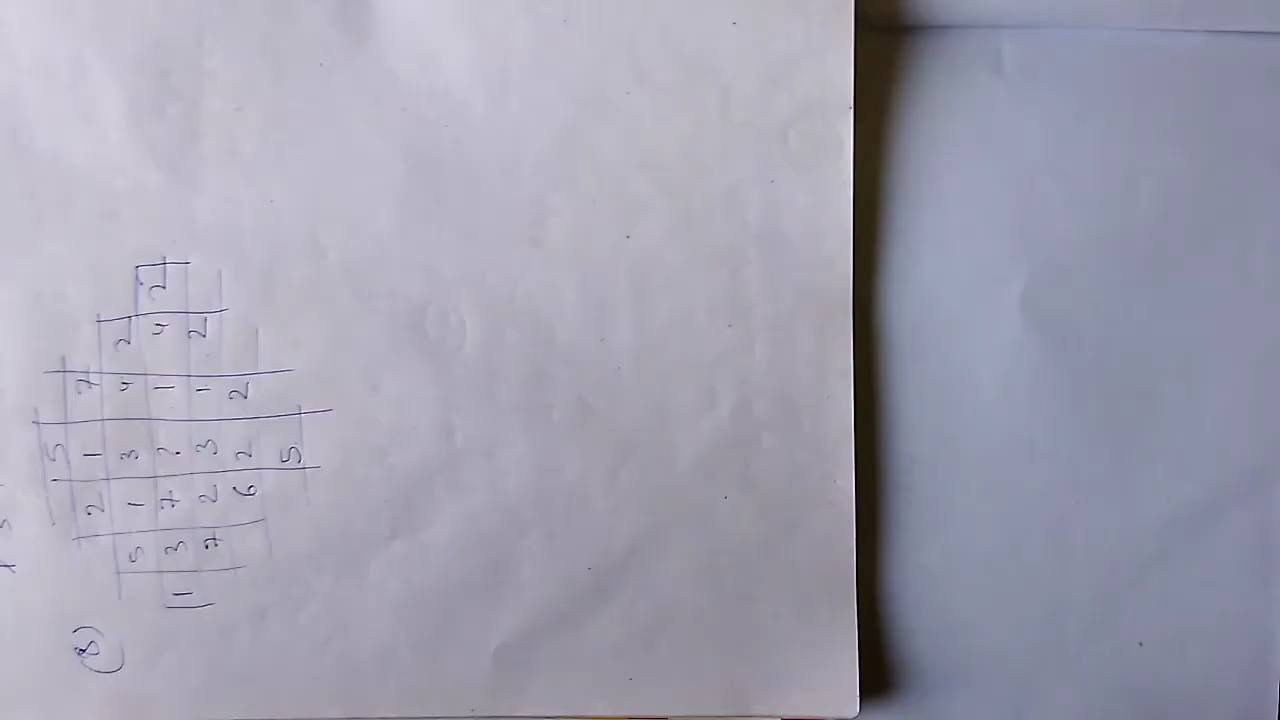 5
(8) 2 1 7
5 1 3 4 2
1 3 7 ? 1 4 2
7 2 3 1 2
6 2 2
5